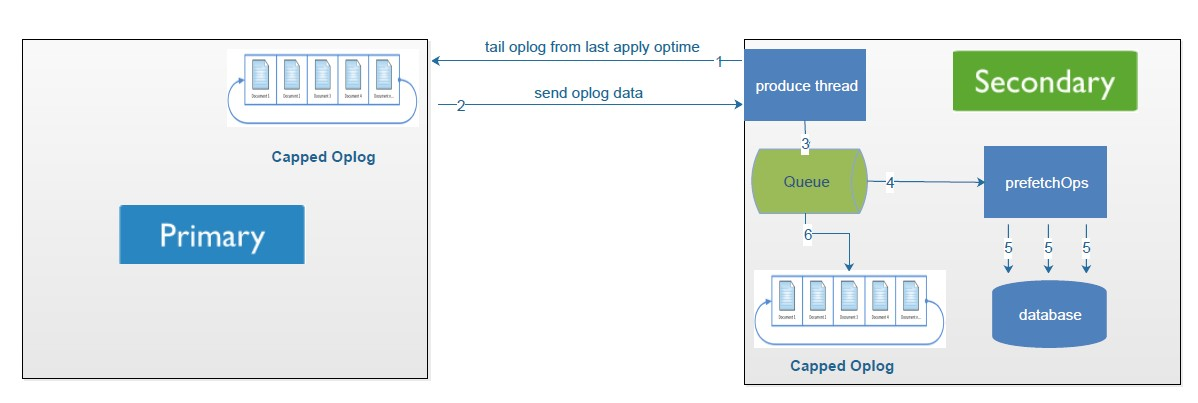 tail oplog from last apply optime
1
send oplog data
2
Document 1
Document 2
Document 3
Document 4
Document n...
Capped Oplog
Primary
produce thread
Secondary
3
Queue
4
prefetchOps
6
5
5
5
Document 1
Document 2
Document 3
Document 4
Document n...
database
Capped Oplog